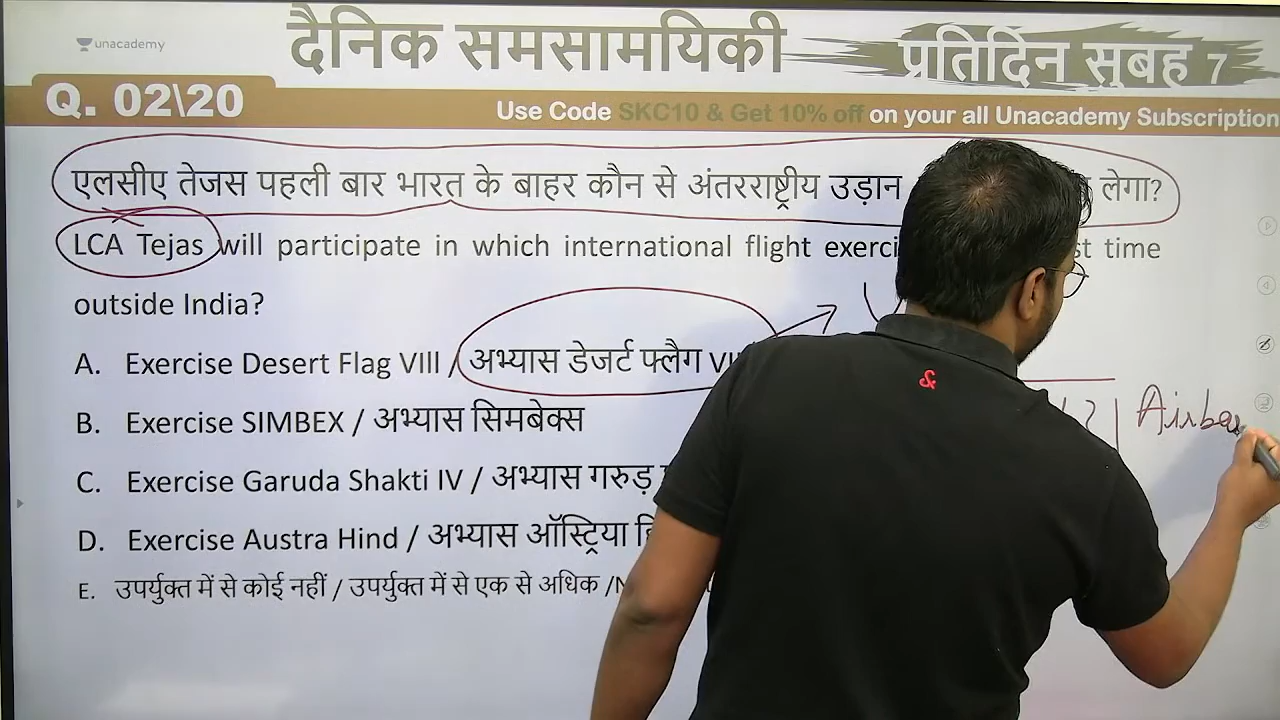 unacademy
दैनिक समसामयिकी
प्रतिदिन सुबह 7
Q. 02\20
Use Code SKC10 & Get 10% off on your all Unacademy Subscription
एलसीए तेजस पहली बार भारत के बाहर कौन से अंतरराष्ट्रीय उड़ान लेगा?
LCA Tejas will participate in which international flight time
outside India?
A. Exercise Desert Flag VIII / अभ्यास डेजर्ट फ्लैग
B. Exercise SIMBEX / अभ्यास सिमबेक्स
C. Exercise Garuda Shakti IV / अभ्यास गरुड़
D. Exercise Austra Hind / अभ्यास ऑस्ट्रिया
E. उपर्युक्त में से कोई नहीं / उपर्युक्त में से एक से अधिक /